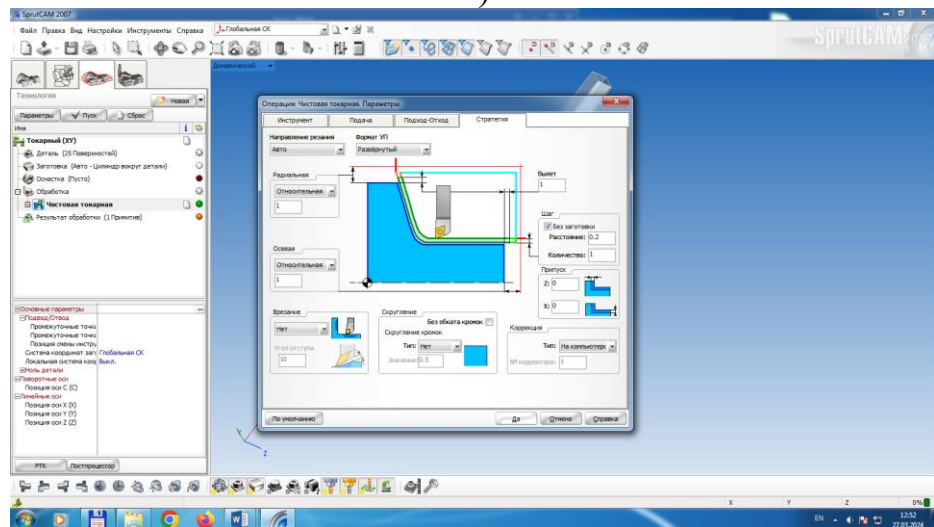 SprutCAM 2007
Файл Правка Вид Настройки Инструменты Справка
Глобальная СК
SprutCAM 2007
Динамический
Технология
Новая
Параметры Пуск Сброс
Имя
Токарный (XY)
Деталь (25 Поверхностей)
Заготовка (Авто - Цилиндр вокруг детали)
Оснастка (Пусто)
Обработка
Чистовая токарная
Результат обработки (1 Примитив)
Основные параметры
Подвод/Отвод
Промежуточные точки
Промежуточные точки
Позиция смены инстру
Система координат заг Глобальная СК
Локальная система коор Выкл.
Ноль детали
Поворотные оси
Позиция оси C (C)
Линейные оси
Позиция оси X (X)
Позиция оси Y (Y)
Позиция оси Z (Z)
РТК Постпроцессор
Операция: Чистовая токарная. Параметры
Инструмент Подача Подход-Отход Стратегия
Направление резания Формат УП
Авто Развёрнутый
Радиальная
Относительная
1
Вылет
1
Осевая
Относительная
1
Шаг
Без заготовки
Расстояние: 0.2
Количество: 1
Припуск
Z: 0
X: 0
Врезание
Нет
Угол отступа
10
Скругление
Без обката кромок
Скругление кромок
Тип: Нет
Значение: 0.5
Коррекция
Тип: На компьютере
№ корректора: 1
По умолчанию Да Отмена Справка
Z
X Y Z 0%
EN 12:52
27.03.2024